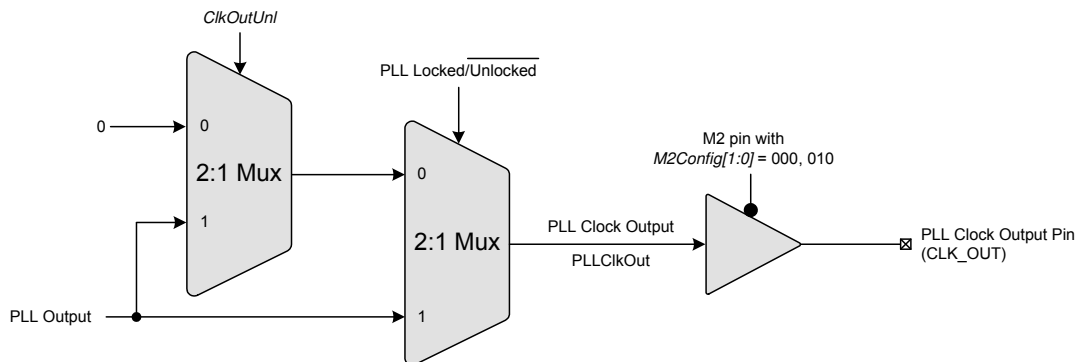 ClkOutUnl
PLL Locked/Unlocked
0
0
M2 pin with
M2Config[1:0] = 000, 010
2:1 Mux
0
1
2:1 Mux
PLL Clock Output
PLLClkOut
PLL Clock Output Pin
(CLK_OUT)
PLL Output
1